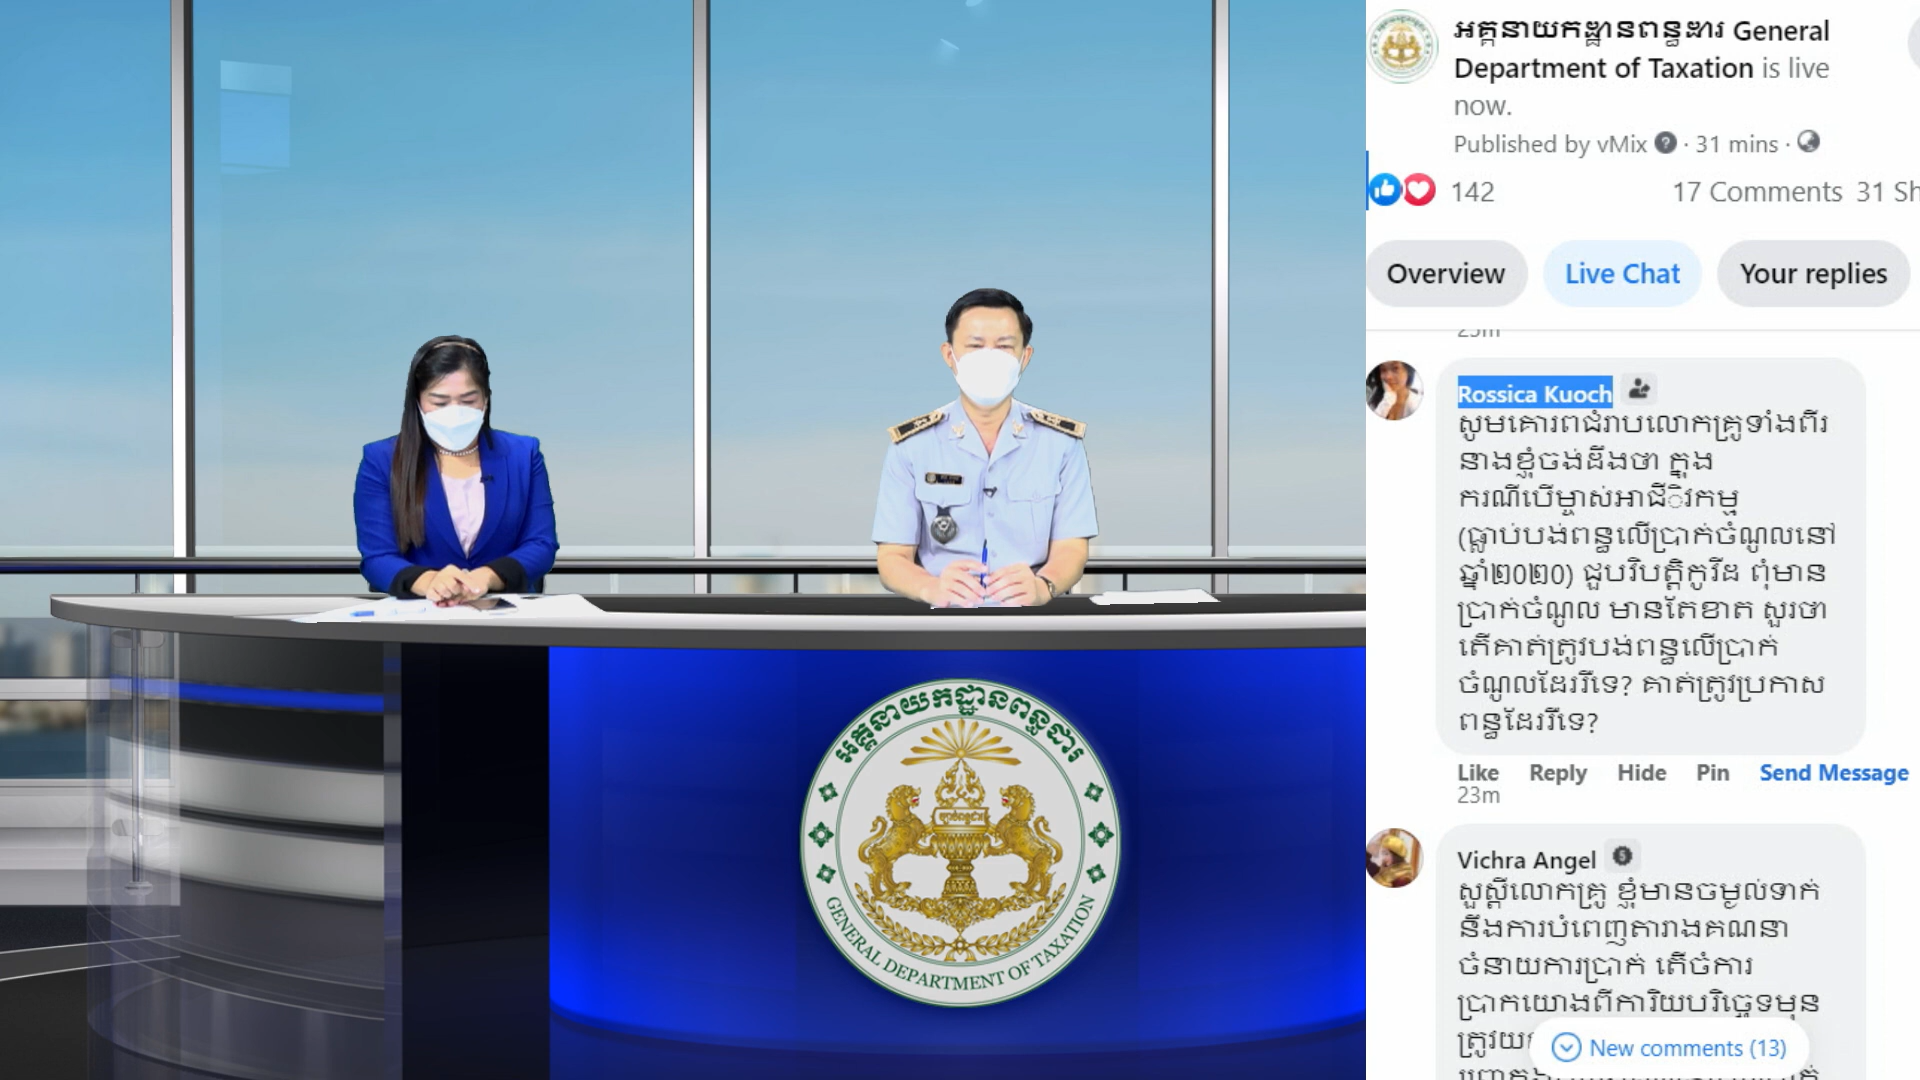 អគ្គនាយកដ្ឋានពន្ធដារ General
Department of Taxation is live
now.
Published by vMix · 31 mins ·
142
17 Comments 31 Sh
Overview
Live Chat
Your replies
Rossica Kuoch
សូមគោរពជំរាបលោកគ្រូទាំងពីរ
នាងខ្ញុំចង់ដឹងថា ក្នុង
ករណីបើម្ចាស់អាជីិវកម្ម
(ធ្លាប់បង់ពន្ធលើប្រាក់ចំណូលនៅ
ឆ្នាំ២០២០) ជួបវិបត្តិកូវីដ ពុំមាន
ប្រាក់ចំណូល មានតែខាត សួរថា
តើគាត់ត្រូវបង់ពន្ធលើប្រាក់
ចំណូលដែររឺទេ? គាត់ត្រូវប្រកាស
ពន្ធដែររឺទេ?
Like Reply Hide Pin Send Message
23m
Vichra Angel
សួស្តីលោកគ្រូ ខ្ញុំមានចម្ងល់ទាក់
នឹងការបំពេញតារាងគណនា
ចំនាយការប្រាក់ តើចំការ
ប្រាកយោងពីការិយបរិច្ឆេទមុន
New comments (13)
អគ្គនាយកដ្ឋានពន្ធដារ
GENERAL DEPARTMENT OF TAXATION